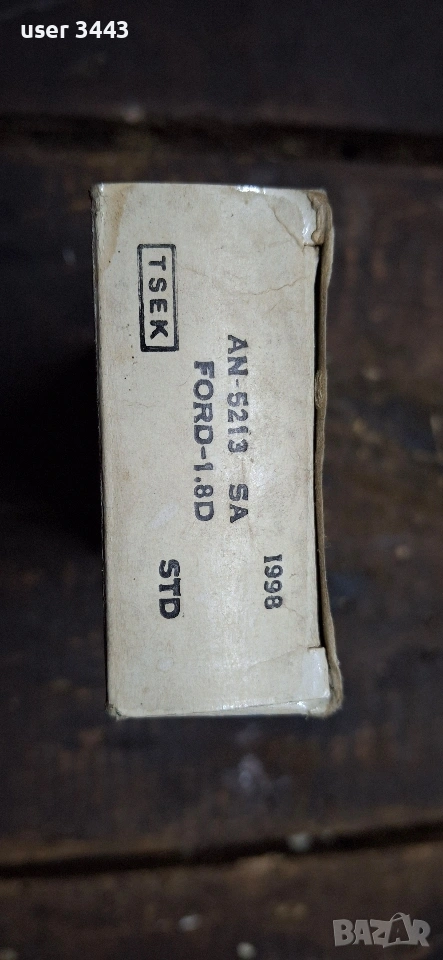 user 3443
1998
AN-5213 SA
FORD-1.8D
STD
TSEK
BAZAR